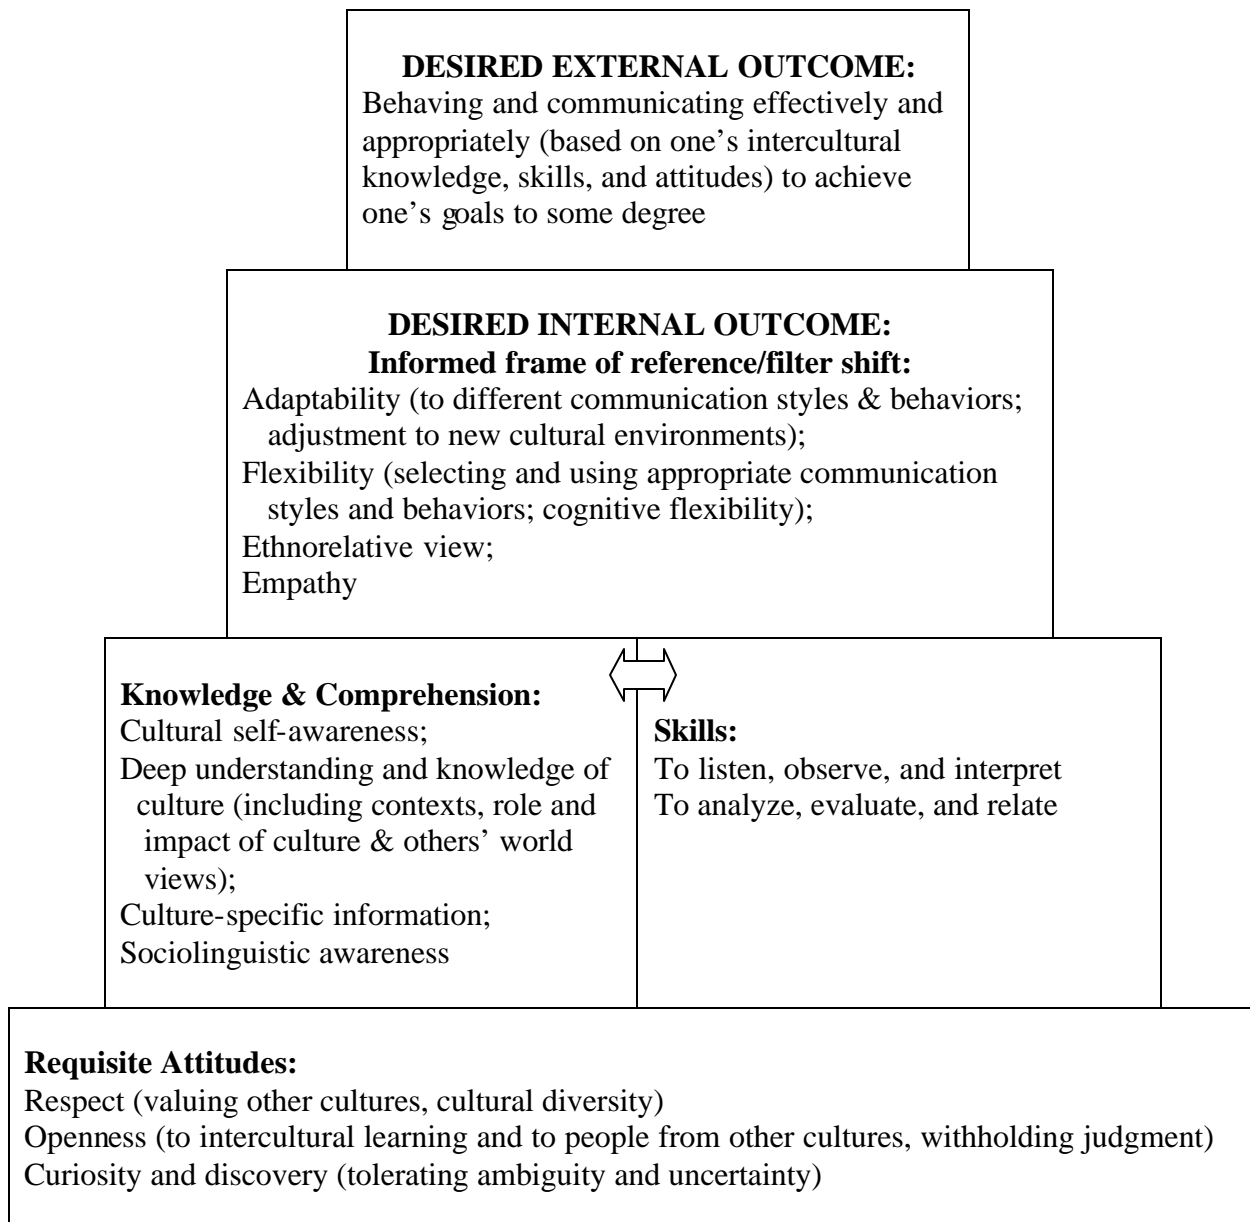 DESIRED EXTERNAL OUTCOME:
Behaving and communicating effectively and
appropriately (based on one’s intercultural
knowledge, skills, and attitudes) to achieve
one’s goals to some degree
DESIRED INTERNAL OUTCOME:
Informed frame of reference/filter shift:
Adaptability (to different communication styles & behaviors;
adjustment to new cultural environments);
Flexibility (selecting and using appropriate communication
styles and behaviors; cognitive flexibility);
Ethnorelative view;
Empathy
Knowledge & Comprehension:
Cultural self-awareness;
Deep understanding and knowledge of
culture (including contexts, role and
impact of culture & others’ world
views);
Culture-specific information;
Sociolinguistic awareness
Skills:
To listen, observe, and interpret
To analyze, evaluate, and relate
Requisite Attitudes:
Respect (valuing other cultures, cultural diversity)
Openness (to intercultural learning and to people from other cultures, withholding judgment)
Curiosity and discovery (tolerating ambiguity and uncertainty)